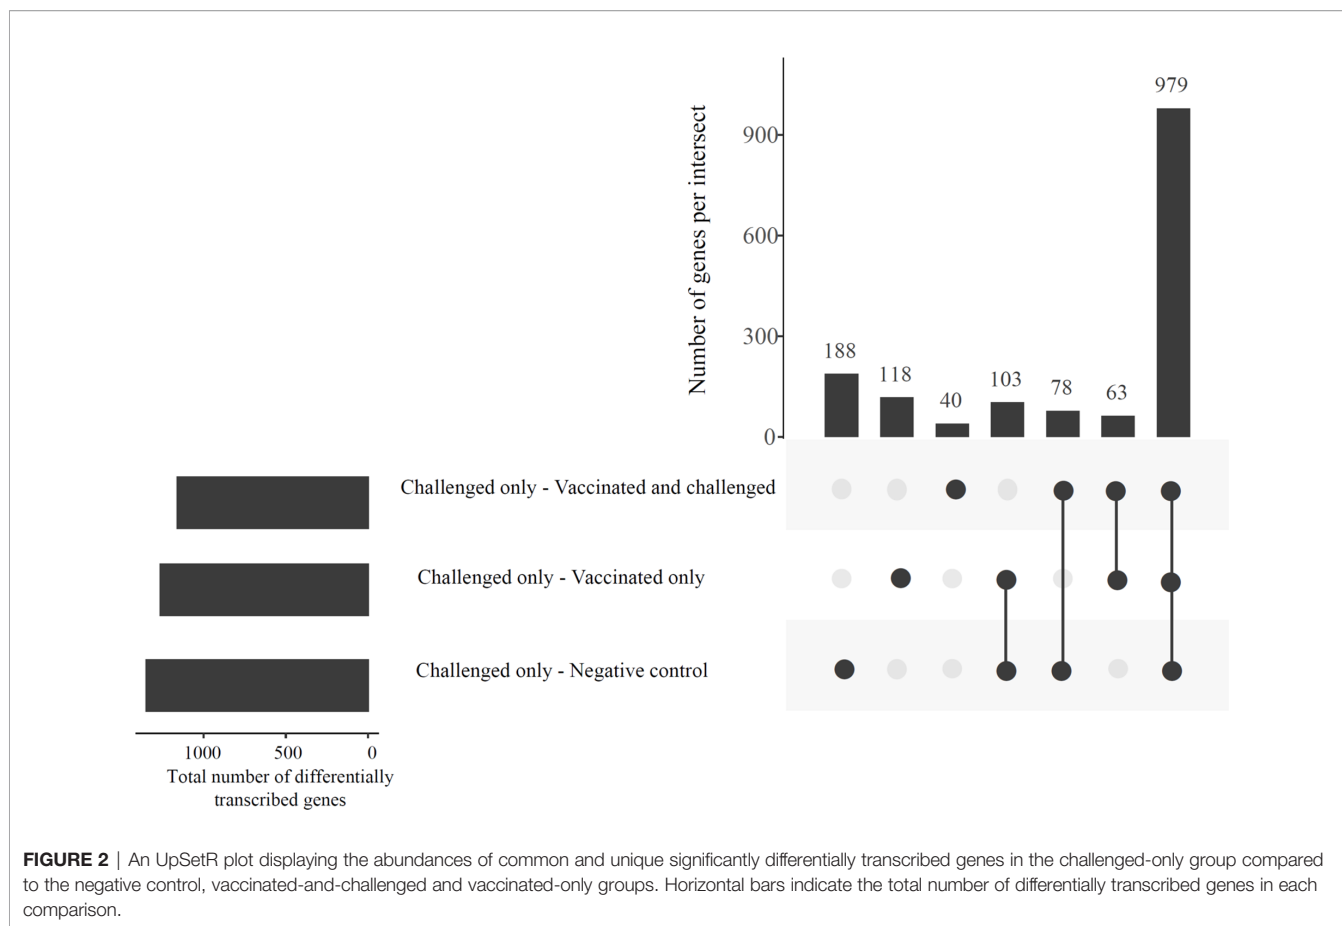 979
Number of genes per intersect
900
600
300
0
188
118
40
103
78
63
Challenged only - Vaccinated and challenged
Challenged only - Vaccinated only
Challenged only - Negative control
1000 500 0
Total number of differentially
transcribed genes
FIGURE 2 | An UpSetR plot displaying the abundances of common and unique significantly differentially transcribed genes in the challenged-only group compared
to the negative control, vaccinated-and-challenged and vaccinated-only groups. Horizontal bars indicate the total number of differentially transcribed genes in each
comparison.